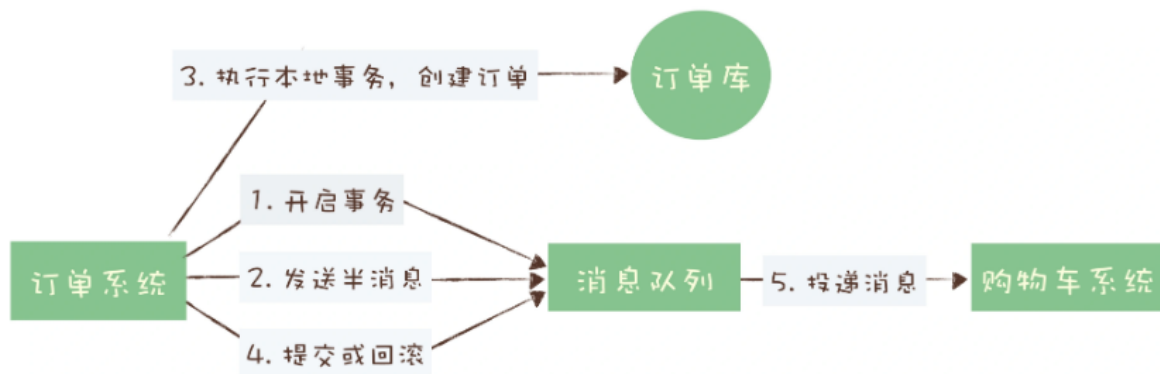 3. 执行本地事务，创建订单
订单库
1. 开启事务
订单系统
2. 发送半消息
消息队列
5. 投递消息
购物车系统
4. 提交或回滚